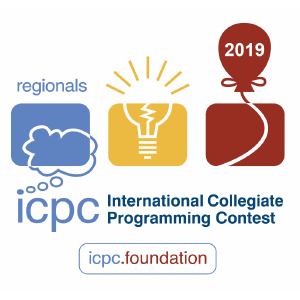 2019
regionals
icpc International Collegiate
Programming Contest
icpc.foundation